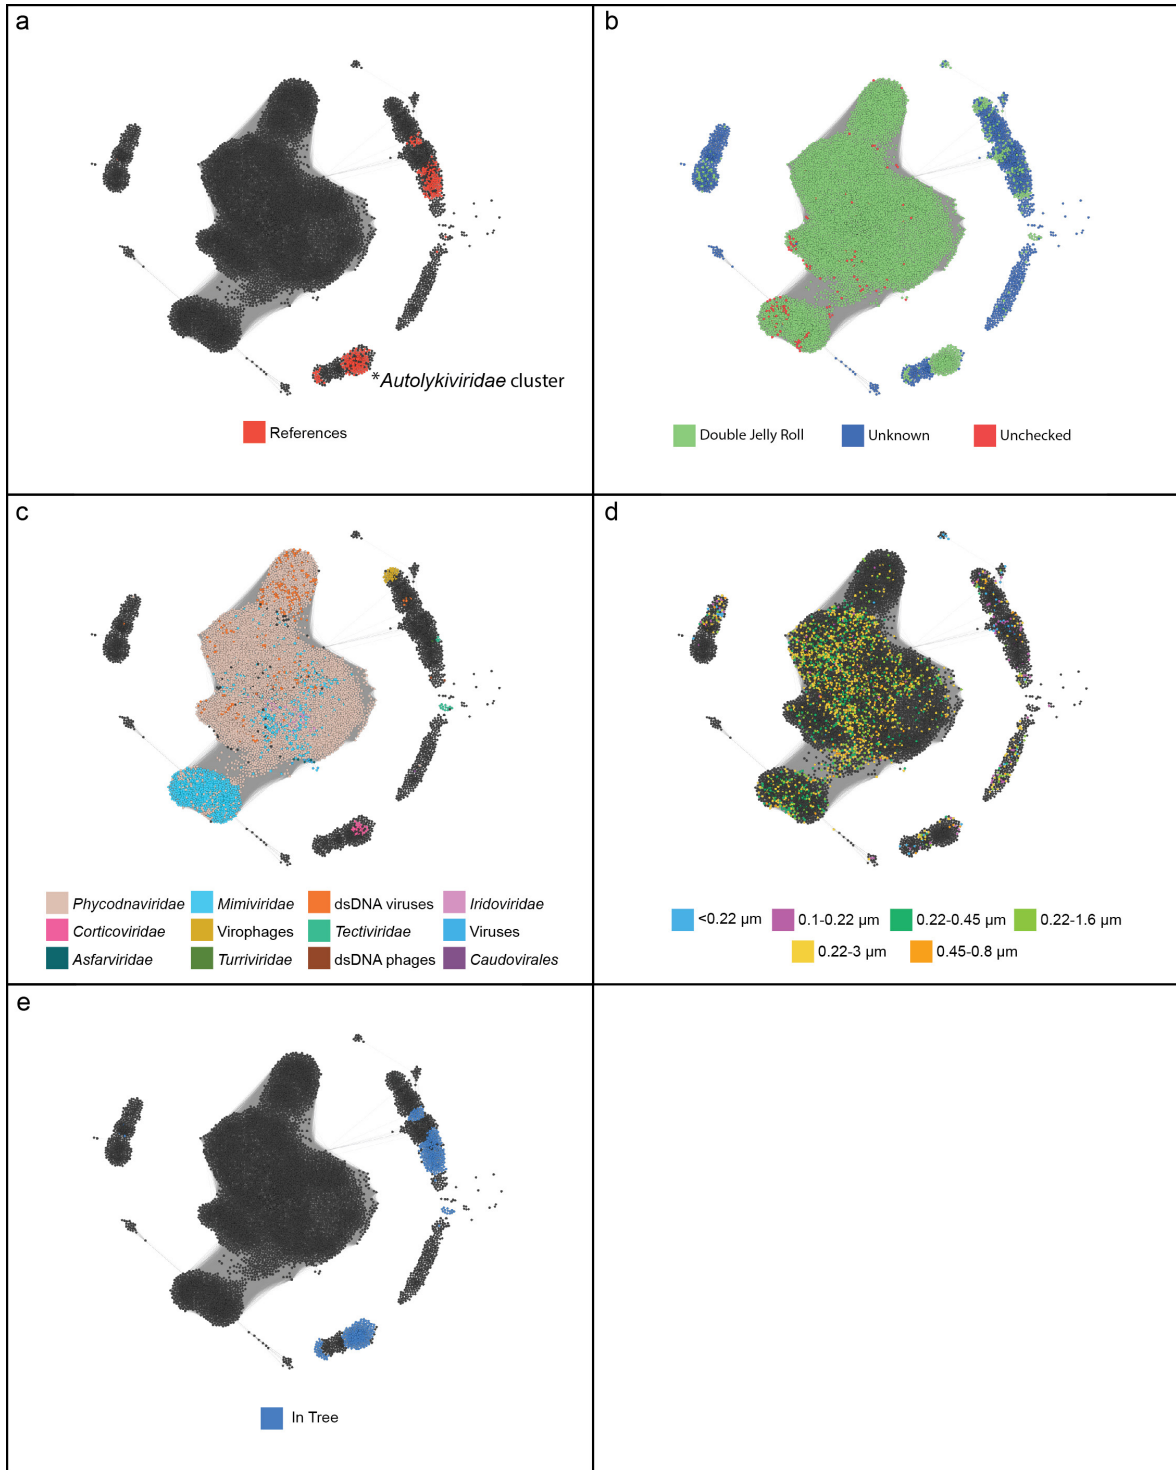 a
*Autolykiviridae cluster
References
b
Double Jelly Roll
Unknown
Unchecked
c
Phycodnaviridae
Mimiviridae
dsDNA viruses
Iridoviridae
Corticoviridae
Virophages
Tectiviridae
Viruses
Asfarviridae
Turriviridae
dsDNA phages
Caudovirales
d
<0.22 µm
0.1-0.22 µm
0.22-0.45 µm
0.22-1.6 µm
0.22-3 µm
0.45-0.8 µm
e
In Tree